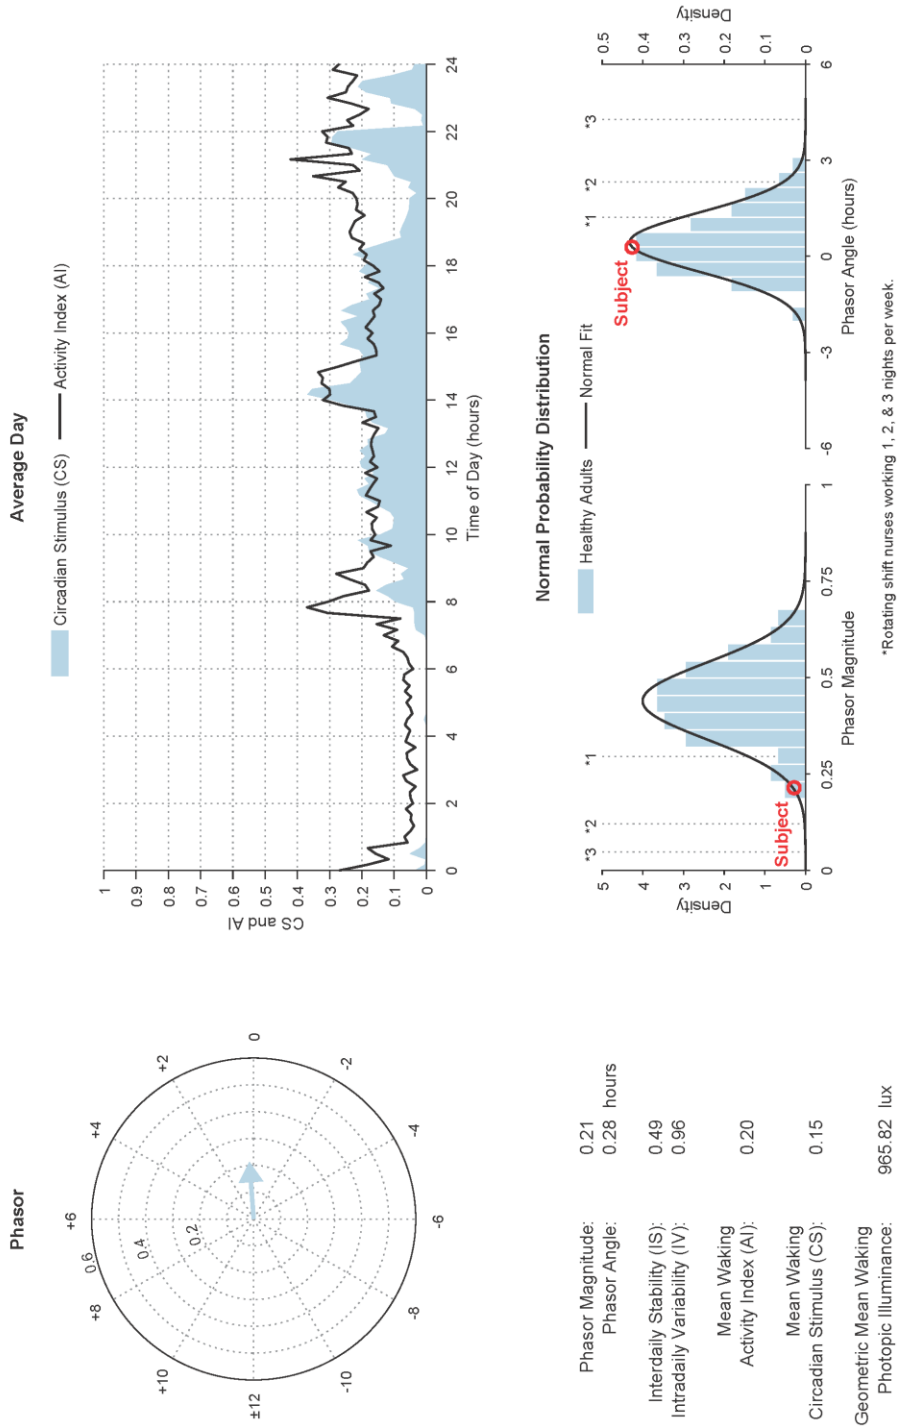 Phasor
+2
+4
+6
+8
+10
±12
-10
-8
-6
-4
-2
0
0.2
0.4
0.6
Average Day
Circadian Stimulus (CS)
Activity Index (AI)
CS and AI
1
0.9
0.8
0.7
0.6
0.5
0.4
0.3
0.2
0.1
0
0 2 4 6 8 10 12 14 16 18 20 22 24
Time of Day (hours)
Phasor Magnitude: 0.21
Phasor Angle: 0.28 hours
Interdaily Stability (IS): 0.49
Intradaily Variability (IV): 0.96
Mean Waking
Activity Index (AI): 0.20
Mean Waking
Circadian Stimulus (CS): 0.15
Geometric Mean Waking
Photopic Illuminance: 965.82 lux
Normal Probability Distribution
Healthy Adults
Normal Fit
Density
5
4
3
2
1
0
*3 *2 *1
Subject
0 0.25 0.5 0.75 1
Phasor Magnitude
Subject
*1 *2 *3
-6 -3 0 3 6
Phasor Angle (hours)
0.5
0.4
0.3
0.2
0.1
0
Density
*Rotating shift nurses working 1, 2, & 3 nights per week.